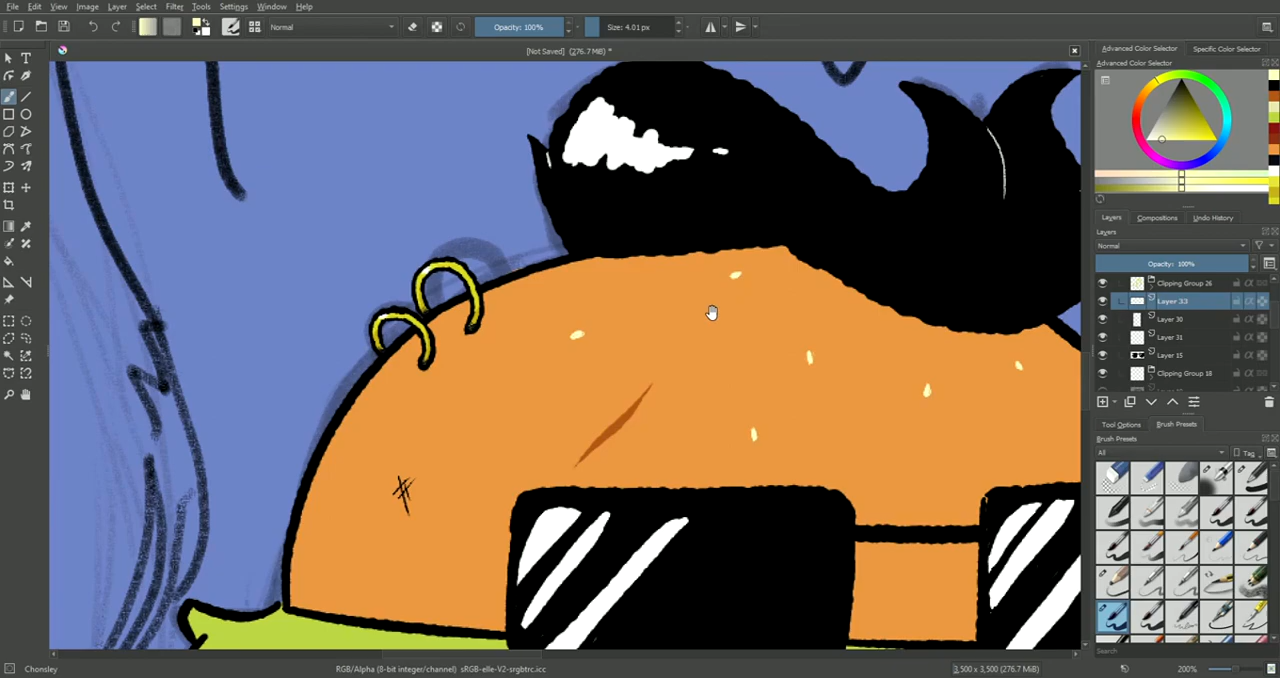 File Edit View Image Layer Select Filter Tools Settings Window Help
Normal Opacity: 100% Size: 4.01 px
[Not Saved] (276.7 MiB) *
Advanced Color Selector Specific Color Selector
Advanced Color Selector
Layers Compositions Undo History
Layers
Normal
Opacity: 100%
Clipping Group 26
Layer 33
Layer 30
Layer 31
Layer 15
Clipping Group 18
Tool Options Brush Presets
Brush Presets
All Tag
Search
Chonsley RGB/Alpha (8-bit integer/channel) sRGB-elle-V2-srgbtrc.icc 3,500 x 3,500 (276.7 MiB) 200%